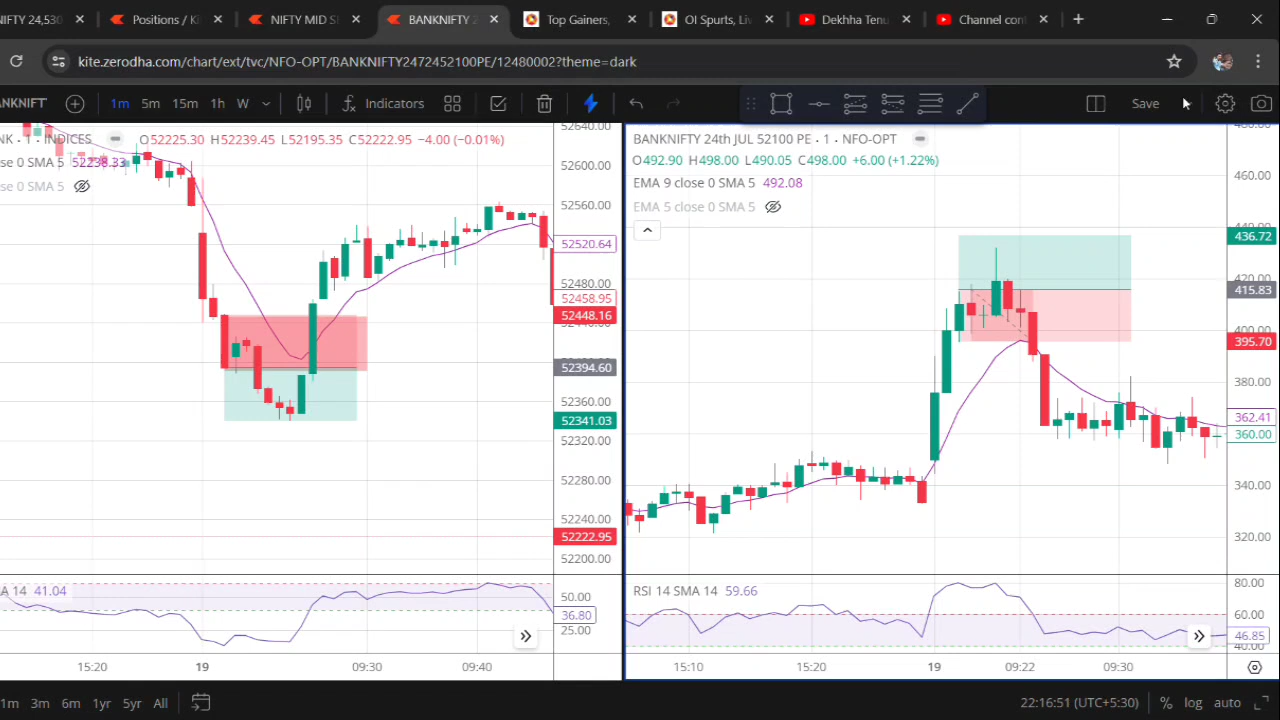 IFTY 24,530
Positions / Ki
NIFTY MID S
BANKNIFTY 2
Top Gainers,
OI Spurts, Liv
Dekhha Tenu
Channel cont
kite.zerodha.com/chart/ext/tvc/NFO-OPT/BANKNIFTY2472452100PE/12480002?theme=dark
ANKNIFT
1m
5m
15m
1h
W
Indicators
Save
NK · 1 · INDICES
O52225.30 H52239.45 L52195.35 C52222.95 −4.00 (−0.01%)
se 0 SMA 5 52238.33
se 0 SMA 5
52640.00
52600.00
52560.00
52520.64
52480.00
52458.95
52448.16
52394.60
52360.00
52341.03
52320.00
52280.00
52240.00
52222.95
52200.00
A 14 41.04
50.00
36.80
25.00
15:20
19
09:30
09:40
BANKNIFTY 24th JUL 52100 PE · 1 · NFO-OPT
O492.90 H498.00 L490.05 C498.00 +6.00 (+1.22%)
EMA 9 close 0 SMA 5 492.08
EMA 5 close 0 SMA 5
460.00
436.72
420.00
415.83
400.00
395.70
380.00
362.41
360.00
340.00
320.00
RSI 14 SMA 14 59.66
80.00
60.00
46.85
40.00
15:10
15:20
19
09:22
09:30
1m
3m
6m
1yr
5yr
All
22:16:51 (UTC+5:30)
%
log
auto